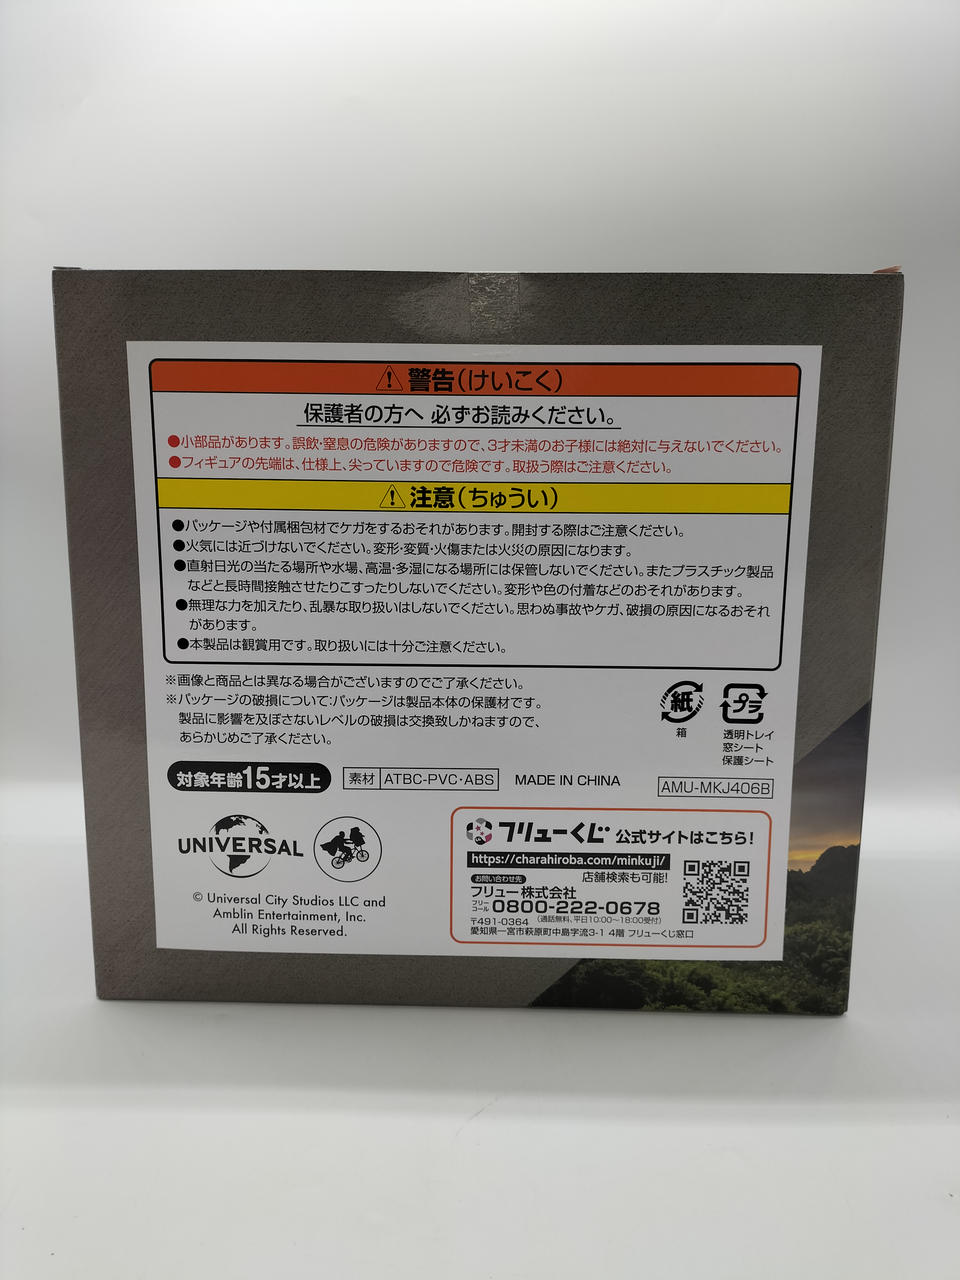 警告(けいこく)
保護者の方へ 必ずお読みください。
●小部品があります。誤飲・窒息の危険がありますので、3才未満のお子様には絶対に与えないでください。
●フィギュアの先端は、仕様上、尖っていますので危険です。取扱う際はご注意ください。
注意(ちゅうい)
●パッケージや付属梱包材でケガをするおそれがあります。開封する際はご注意ください。
●火気には近づけないでください。変形・変質・火傷または火災の原因になります。
●直射日光の当たる場所や水場、高温・多湿になる場所には保管しないでください。またプラスチック製品
などと長時間接触させたりこすったりしないでください。変形や色の付着などのおそれがあります。
●無理な力を加えたり、乱暴な取り扱いはしないでください。思わぬ事故やケガ、破損の原因になるおそれ
があります。
●本製品は観賞用です。取り扱いには十分ご注意ください。
※画像と商品とは異なる場合がございますのでご了承ください。
※パッケージの破損について:パッケージは製品本体の保護材です。
製品に影響を及ぼさないレベルの破損は交換致しかねますので、
あらかじめご了承ください。
紙
箱
プラ
透明トレイ
窓シート
保護シート
対象年齢15才以上
素材 ATBC-PVC・ABS
MADE IN CHINA
AMU-MKJ406B
UNIVERSAL
© Universal City Studios LLC and
Amblin Entertainment, Inc.
All Rights Reserved.
フリューくじ 公式サイトはこちら!
https://charahiroba.com/minkuji/
店舗検索も可能!
お問い合わせ先
フリュー株式会社
フリーコール 0800-222-0678
〒491-0364 (通話無料、平日10:00〜18:00受付)
愛知県一宮市萩原町中島字流3-1 4階 フリューくじ窓口